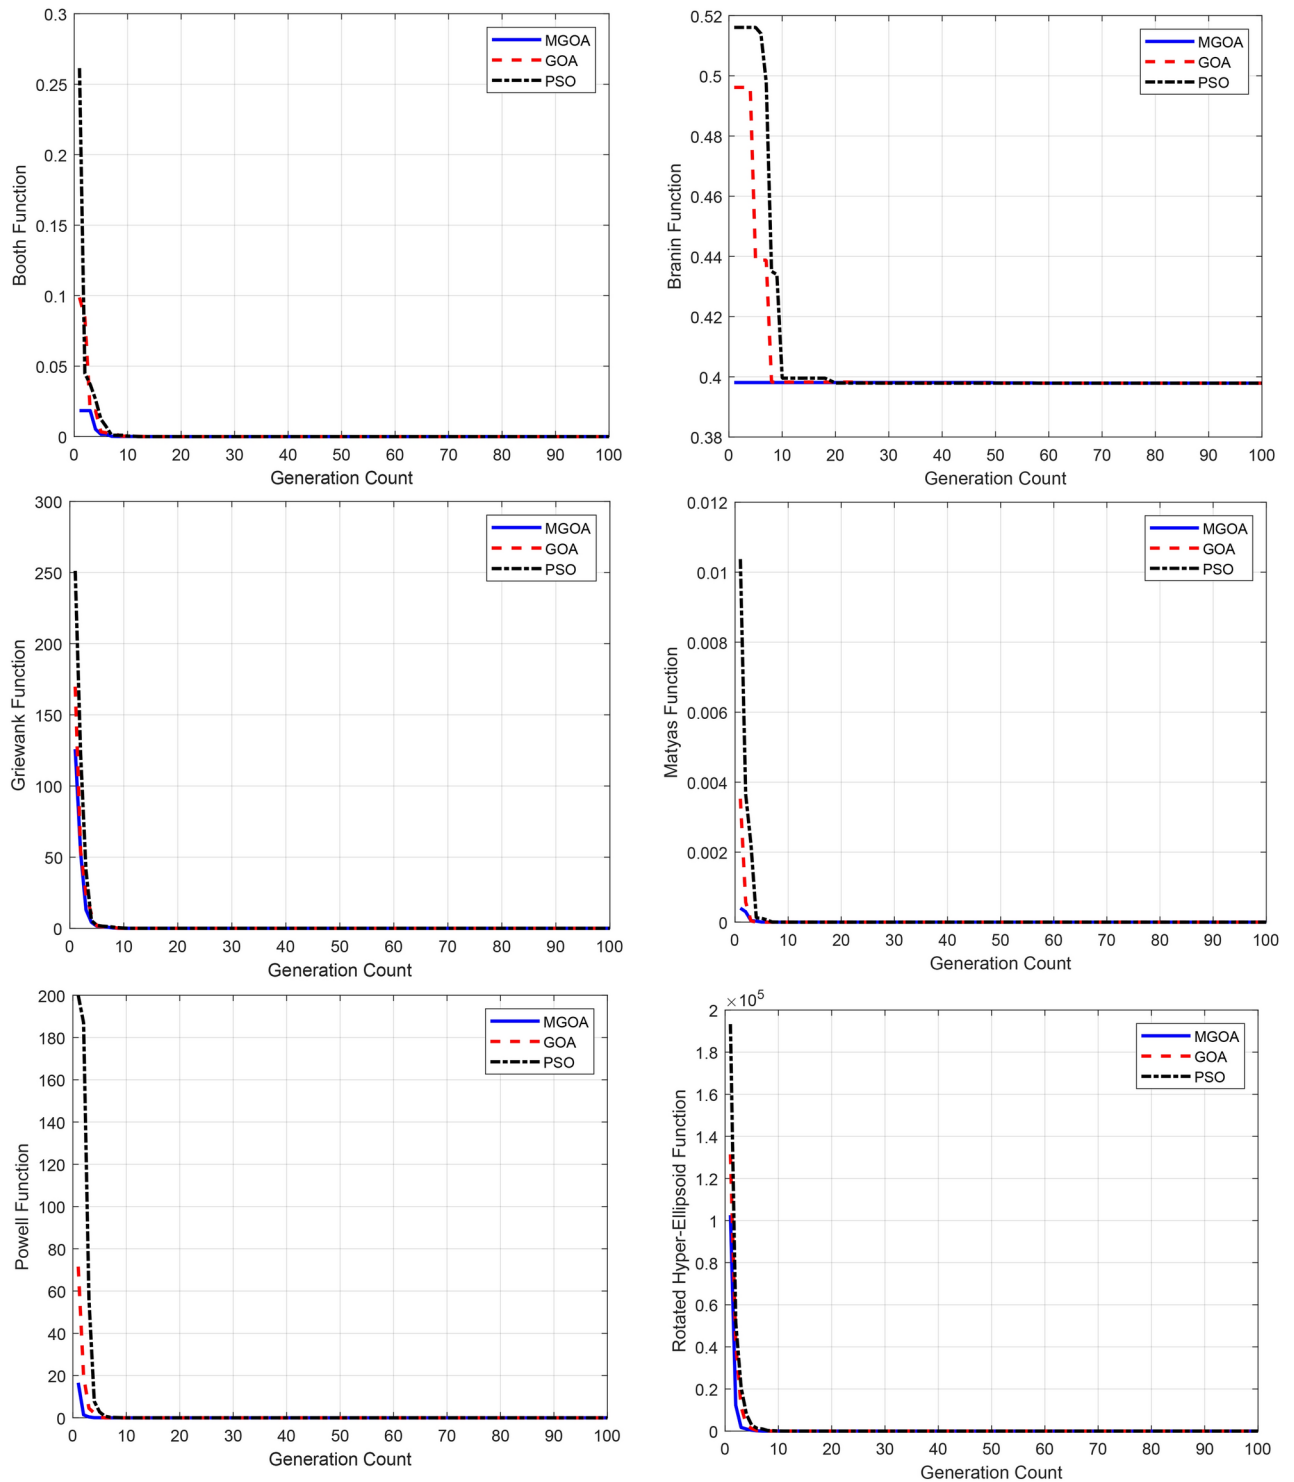 0.3
0.25
0.2
0.15
0.1
0.05
0
Booth Function
MGOA
GOA
PSO
0 10 20 30 40 50 60 70 80 90 100
Generation Count
0.52
0.5
0.48
0.46
0.44
0.42
0.4
0.38
Branin Function
MGOA
GOA
PSO
0 10 20 30 40 50 60 70 80 90 100
Generation Count
300
250
200
150
100
50
0
Griewank Function
MGOA
GOA
PSO
0 10 20 30 40 50 60 70 80 90 100
Generation Count
0.012
0.01
0.008
0.006
0.004
0.002
0
Matyas Function
MGOA
GOA
PSO
0 10 20 30 40 50 60 70 80 90 100
Generation Count
200
180
160
140
120
100
80
60
40
20
0
Powell Function
MGOA
GOA
PSO
0 10 20 30 40 50 60 70 80 90 100
Generation Count
×10⁵
2
1.8
1.6
1.4
1.2
1
0.8
0.6
0.4
0.2
0
Rotated Hyper-Ellipsoid Function
MGOA
GOA
PSO
0 10 20 30 40 50 60 70 80 90 100
Generation Count